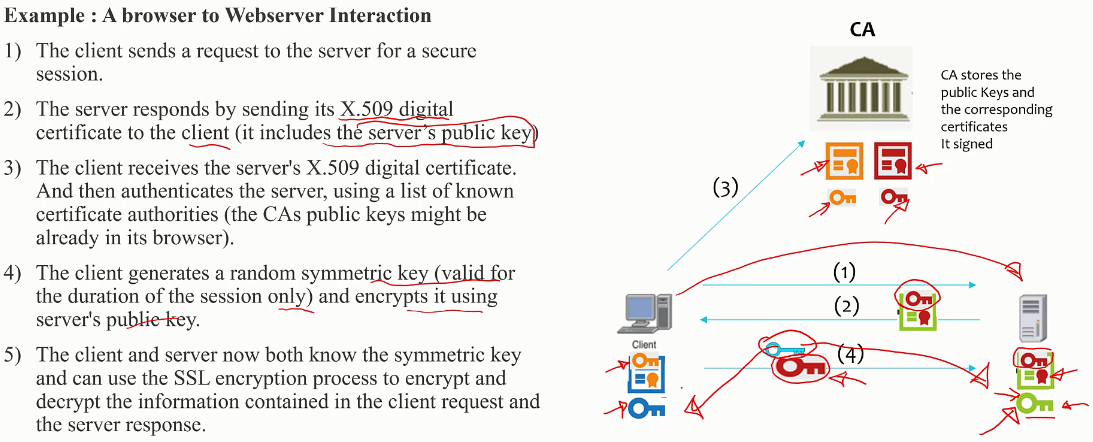 Example : A browser to Webserver Interaction
1) The client sends a request to the server for a secure
session.
2) The server responds by sending its X.509 digital
certificate to the client (it includes the server's public key)
3) The client receives the server's X.509 digital certificate.
And then authenticates the server, using a list of known
certificate authorities (the CAs public keys might be
already in its browser).
4) The client generates a random symmetric key (valid for
the duration of the session only) and encrypts it using
server's public key.
5) The client and server now both know the symmetric key
and can use the SSL encryption process to encrypt and
decrypt the information contained in the client request and
the server response.
CA
CA stores the
public Keys and
the corresponding
certificates
It signed
(3)
(1)
(2)
Client
(4)